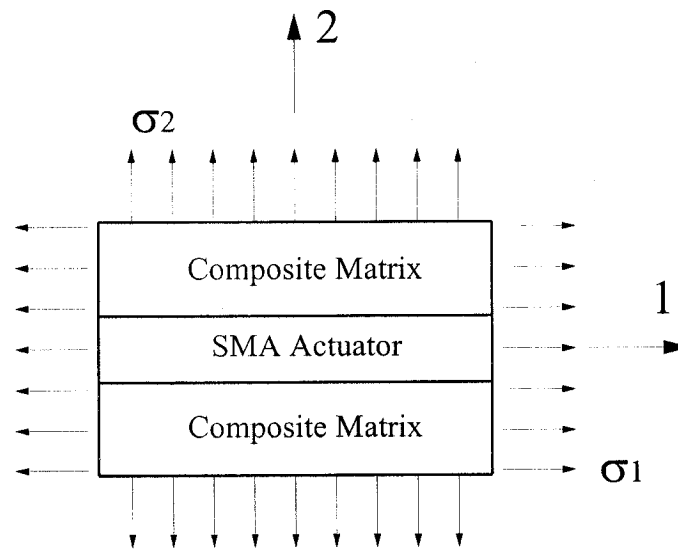 2
σ2
Composite Matrix
SMA Actuator
Composite Matrix
1
σ1